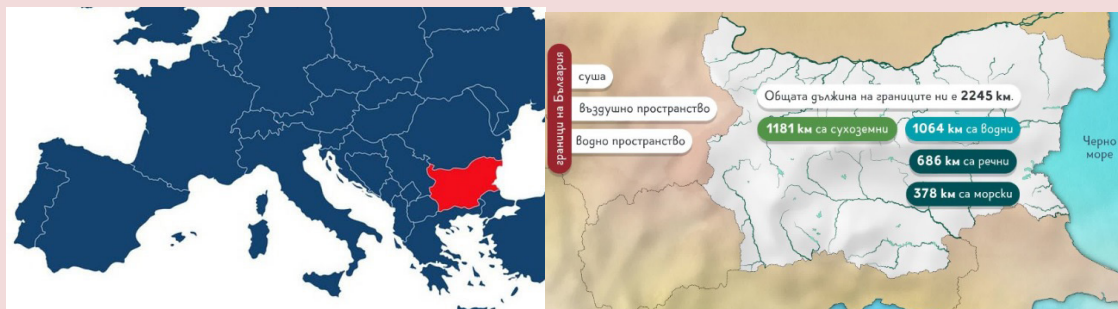 граници на България
суша
въздушно пространство
водно пространство
Общата дължина на границите ни е 2245 км.
1181 км са сухоземни
1064 км са водни
686 км са речни
378 км са морски
Черно
море